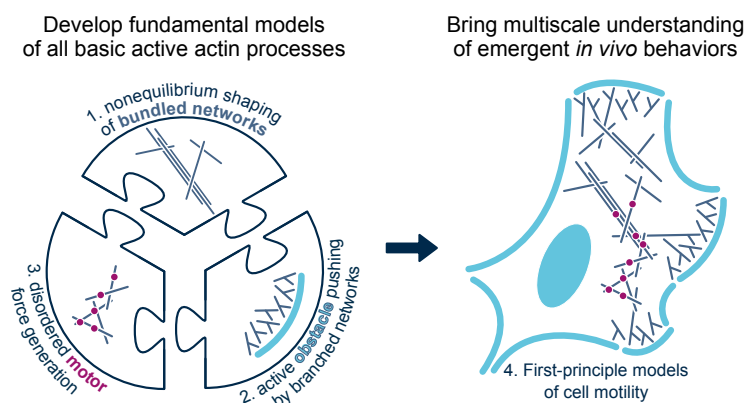 Develop fundamental models
of all basic active actin processes
Bring multiscale understanding
of emergent in vivo behaviors
1. nonequilibrium shaping
of bundled networks
3. disordered motor
force generation
2. active obstacle pushing
by branched networks
4. First-principle models
of cell motility